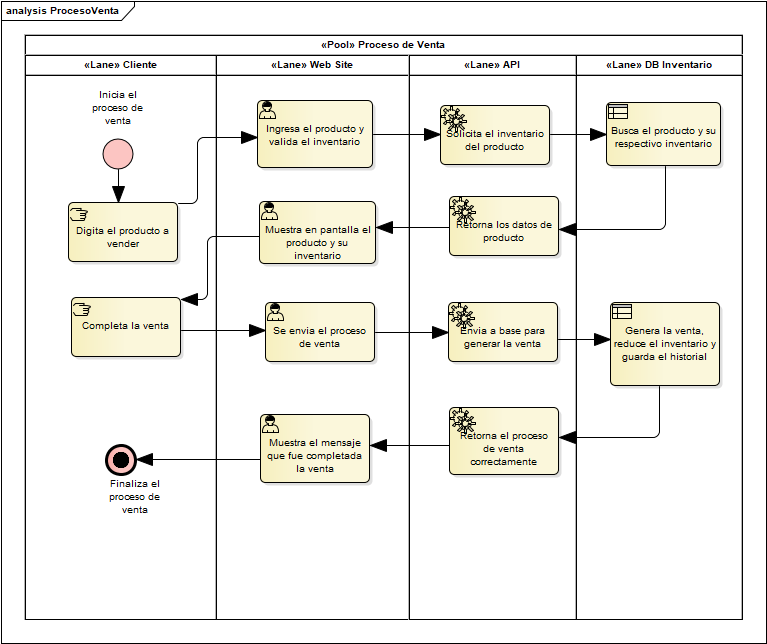 analysis ProcesoVenta
«Pool» Proceso de Venta
«Lane» Cliente
«Lane» Web Site
«Lane» API
«Lane» DB Inventario
Inicia el
proceso de
venta
Digita el producto a
vender
Ingresa el producto y
valida el inventario
Solicita el inventario
del producto
Busca el producto y su
respectivo inventario
Retorna los datos de
producto
Muestra en pantalla el
producto y su
inventario
Completa la venta
Se envia el proceso
de venta
Envia a base para
generar la venta
Genera la venta,
reduce el inventario y
guarda el historial
Retorna el proceso
de venta
correctamente
Muestra el mensaje
que fue completada
la venta
Finaliza el
proceso de
venta